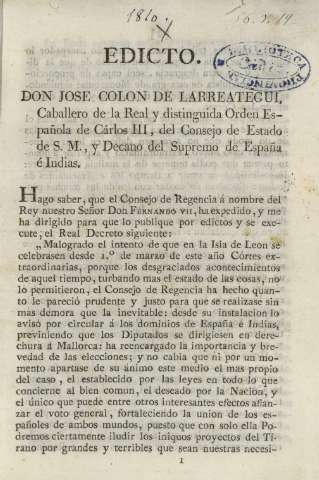 1810.
EDICTO.
BIBLIOTECA
DON JOSE COLON DE LARREATEGUI,
Caballero de la Real y distinguida Orden Es-
pañola de Cárlos III, del Consejo de Estado
de S. M., y Decano del Supremo de España
é Indias.
Hago saber, que el Consejo de Regencia á nombre del
Rey NUESTRO Señor Don FERNANDO VII, ha expedido, y me
ha dirigido para que lo publique por edictos y se exe-
cute, el Real Decreto siguiente:
„Malogrado el intento de que en la Isla de Leon se
celebrasen desde 1.º de marzo de este año Córtes ex-
traordinarias, porque los desgraciados acontecimientos
de aquel tiempo, turbando mas el estado de las cosas, no
lo permitieron, el Consejo de Regencia ha hecho quan-
to le pareció prudente y justo para que se realizase sin
mas demora que la inevitable: desde su instalacion lo
avisó por circular á los dominios de España é Indias,
previniendo que los Diputados se dirigiesen en dere-
chura á Mallorca: ha reencargado la importancia y bre-
vedad de las elecciones; y no cabia que ni por un mo-
mento apartase de su ánimo este medio el mas propio
del caso, el establecido por las leyes en todo lo que
concierne al bien comun, el deseado por la Nacion, y
el único que puede entre otros interesantes efectos afian-
zar el voto general, fortaleciendo la union de los es-
pañoles de ambos mundos, puesto que con solo ella Po-
dremos ciertamente iludir los iniquos proyectos del Ti-
rano por grandes y terribles que sean nuestras necesi-
1